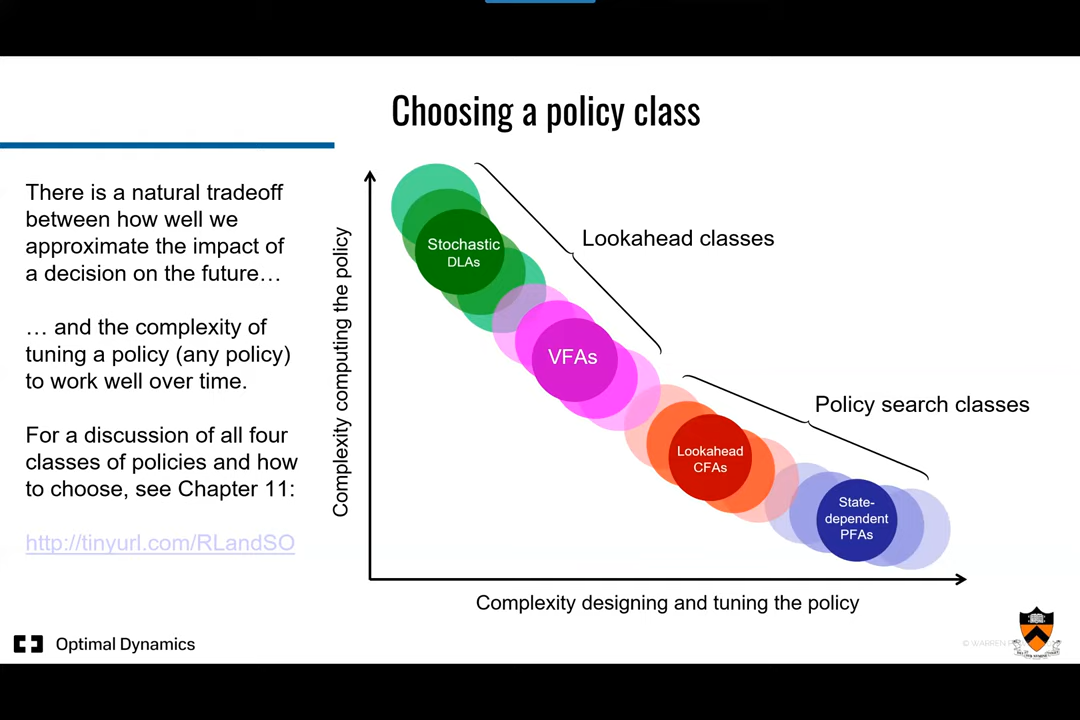 Choosing a policy class
There is a natural tradeoff
between how well we
approximate the impact of
a decision on the future…
… and the complexity of
tuning a policy (any policy)
to work well over time.
For a discussion of all four
classes of policies and how
to choose, see Chapter 11:
http://tinyurl.com/RLandSO
Complexity computing the policy
Stochastic
DLAs
Lookahead classes
VFAs
Policy search classes
Lookahead
CFAs
State-
dependent
PFAs
Complexity designing and tuning the policy
Optimal Dynamics
© WARREN